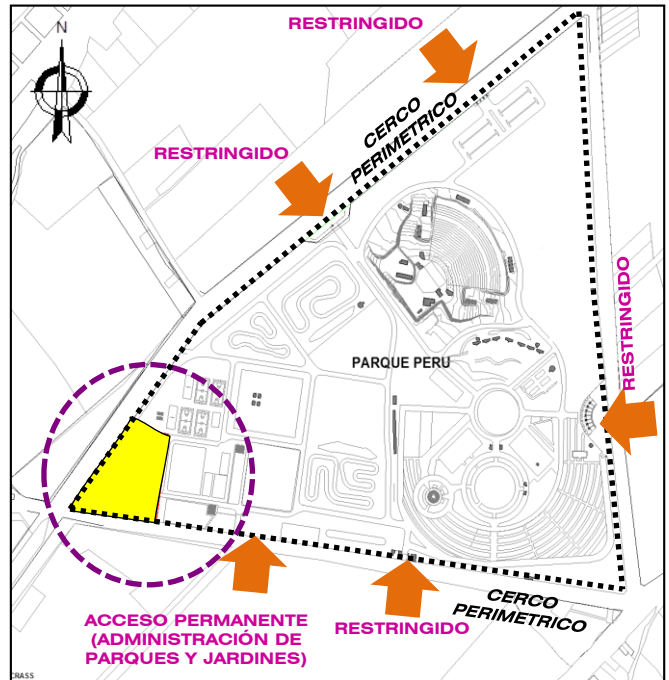 RESTRINGIDO
N
CERCO
PERIMETRICO
RESTRINGIDO
RESTRINGIDO
PARQUE PERU
CERCO
PERIMETRICO
ACCESO PERMANENTE
(ADMINISTRACIÓN DE
PARQUES Y JARDINES)
RESTRINGIDO
CRASS